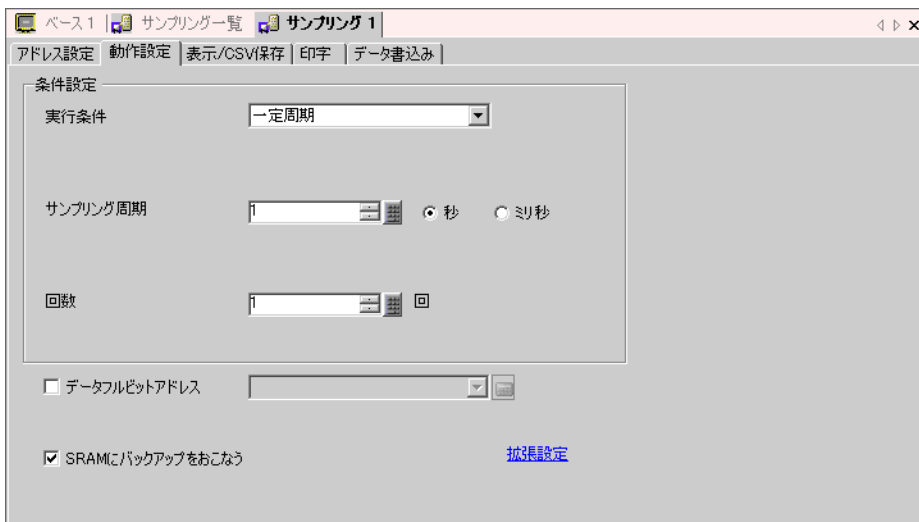 ベース 1 サンプリング一覧 サンプリング 1
アドレス設定 動作設定 表示/CSV保存 印字 データ書込み
条件設定
実行条件 一定周期
サンプリング周期 1 秒 ミリ秒
回数 1 回
データフルビットアドレス
SRAMにバックアップをおこなう 拡張設定